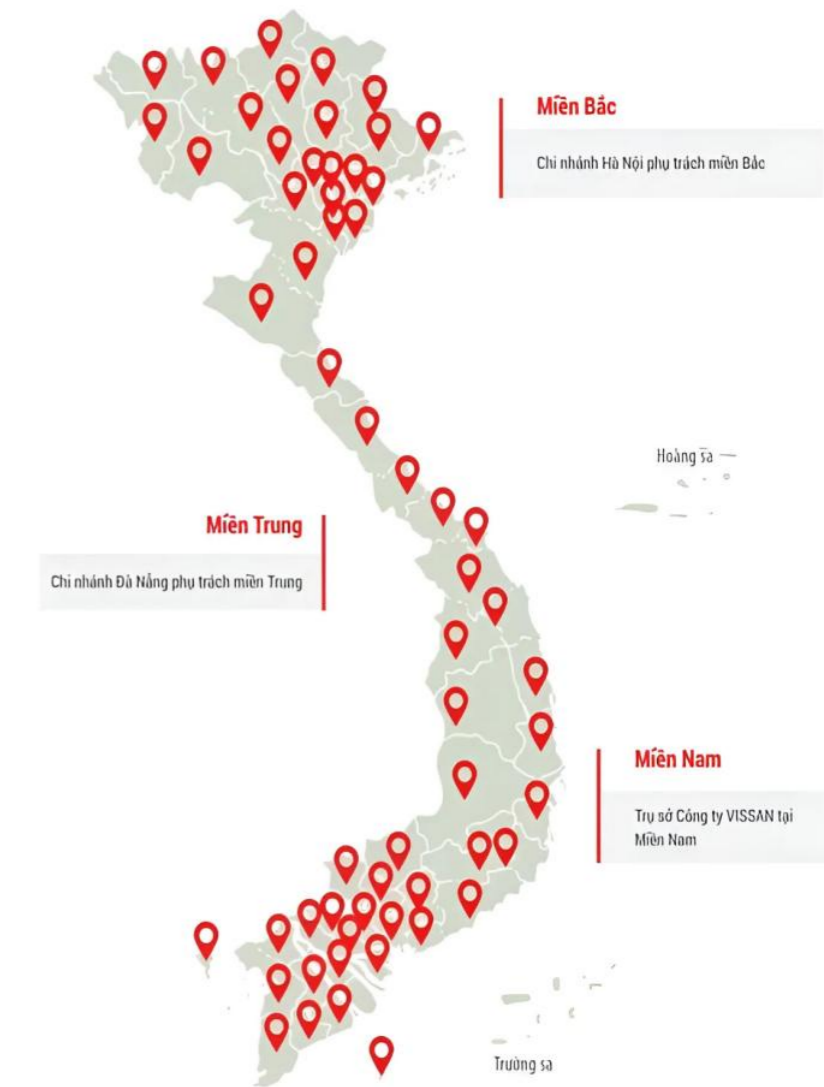 Miền Bắc
Chi nhánh Hà Nội phụ trách miền Bắc
Hoàng sa
Miền Trung
Chi nhánh Đà Nẵng phụ trách miền Trung
Miền Nam
Trụ sở Công ty VISSAN tại
Miền Nam
Trường sa